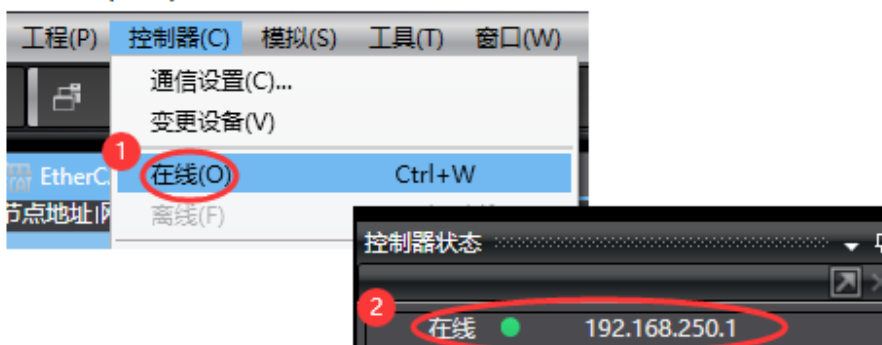 工程(P) 控制器(C) 模拟(S) 工具(T) 窗口(W)
通信设置(C)...
变更设备(V)
1
在线(O) Ctrl+W
EtherC
节点地址
离线(F)
控制器状态
2
在线 192.168.250.1